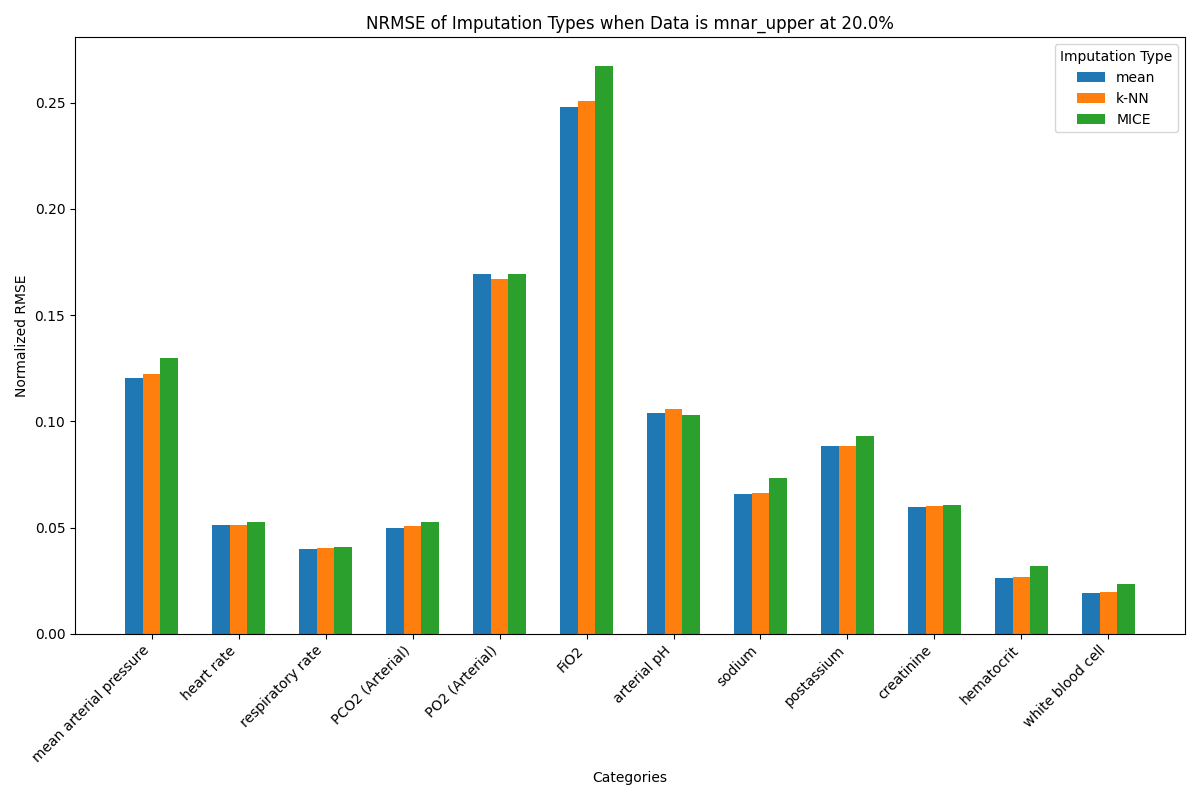 NRMSE of Imputation Types when Data is mnar_upper at 20.0%
Imputation Type
mean
k-NN
MICE
Normalized RMSE
0.25
0.20
0.15
0.10
0.05
0.00
mean arterial pressure
heart rate
respiratory rate
PCO2 (Arterial)
PO2 (Arterial)
FiO2
arterial pH
sodium
postassium
creatinine
hematocrit
white blood cell
Categories